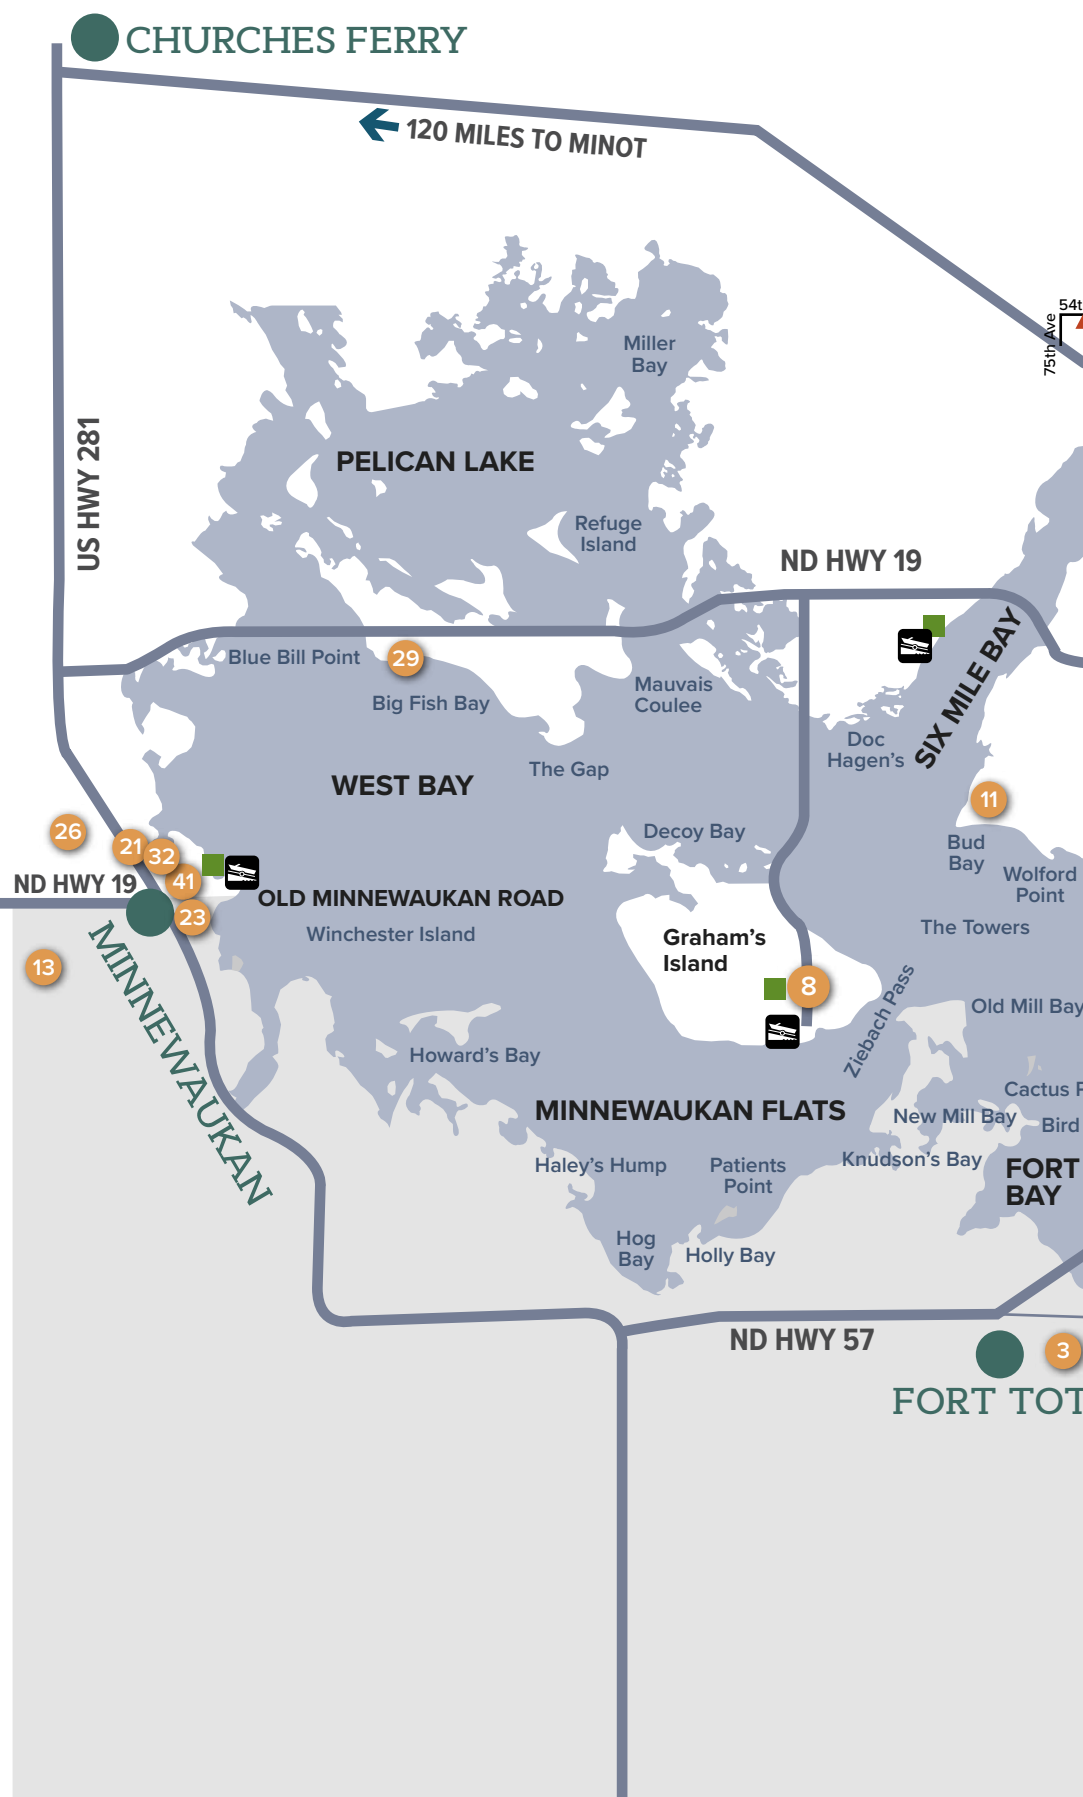 CHURCHES FERRY
120 MILES TO MINOT
54t
75th Ave
Miller
Bay
US HWY 281
PELICAN LAKE
Refuge
Island
ND HWY 19
Blue Bill Point
29
Big Fish Bay
Mauvais
Coulee
SIX MILE BAY
Doc
Hagen's
The Gap
WEST BAY
11
26
21
32
41
Decoy Bay
Bud
Bay
Wolford
Point
ND HWY 19
OLD MINNEWAUKAN ROAD
23
Winchester Island
The Towers
Graham's
Island
13
8
MINNEWAUKAN
Ziebach Pass
Old Mill Bay
Howard's Bay
Cactus P
MINNEWAUKAN FLATS
New Mill Bay
Bird
Knudson's Bay
Haley's Hump
Patients
Point
FORT
BAY
Hog
Bay
Holly Bay
ND HWY 57
3
FORT TOT